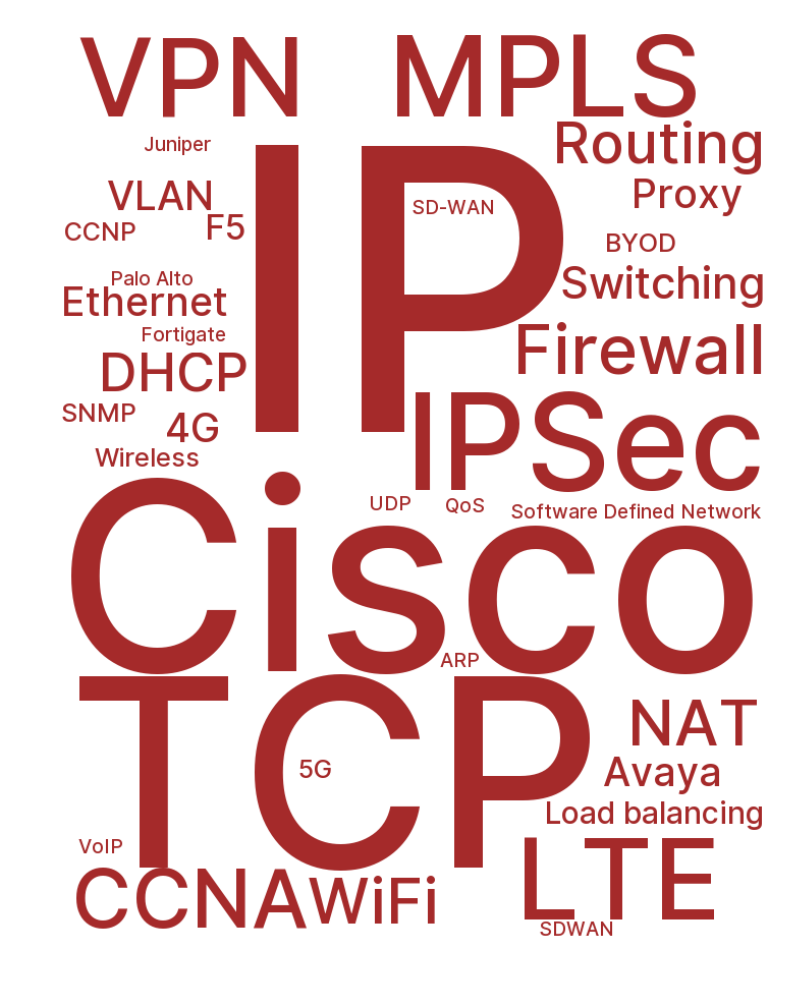 VPN MPLS
Juniper
Routing
VLAN
Proxy
IP
SD-WAN
CCNP
F5
BYOD
Palo Alto
Switching
Ethernet
Fortigate
Firewall
DHCP
SNMP
4G
IPSec
Wireless
UDP
QoS
Software Defined Network
Cisco
ARP
TCP
NAT
5G
Avaya
Load balancing
VoIP
LTE
CCNA
WiFi
SDWAN